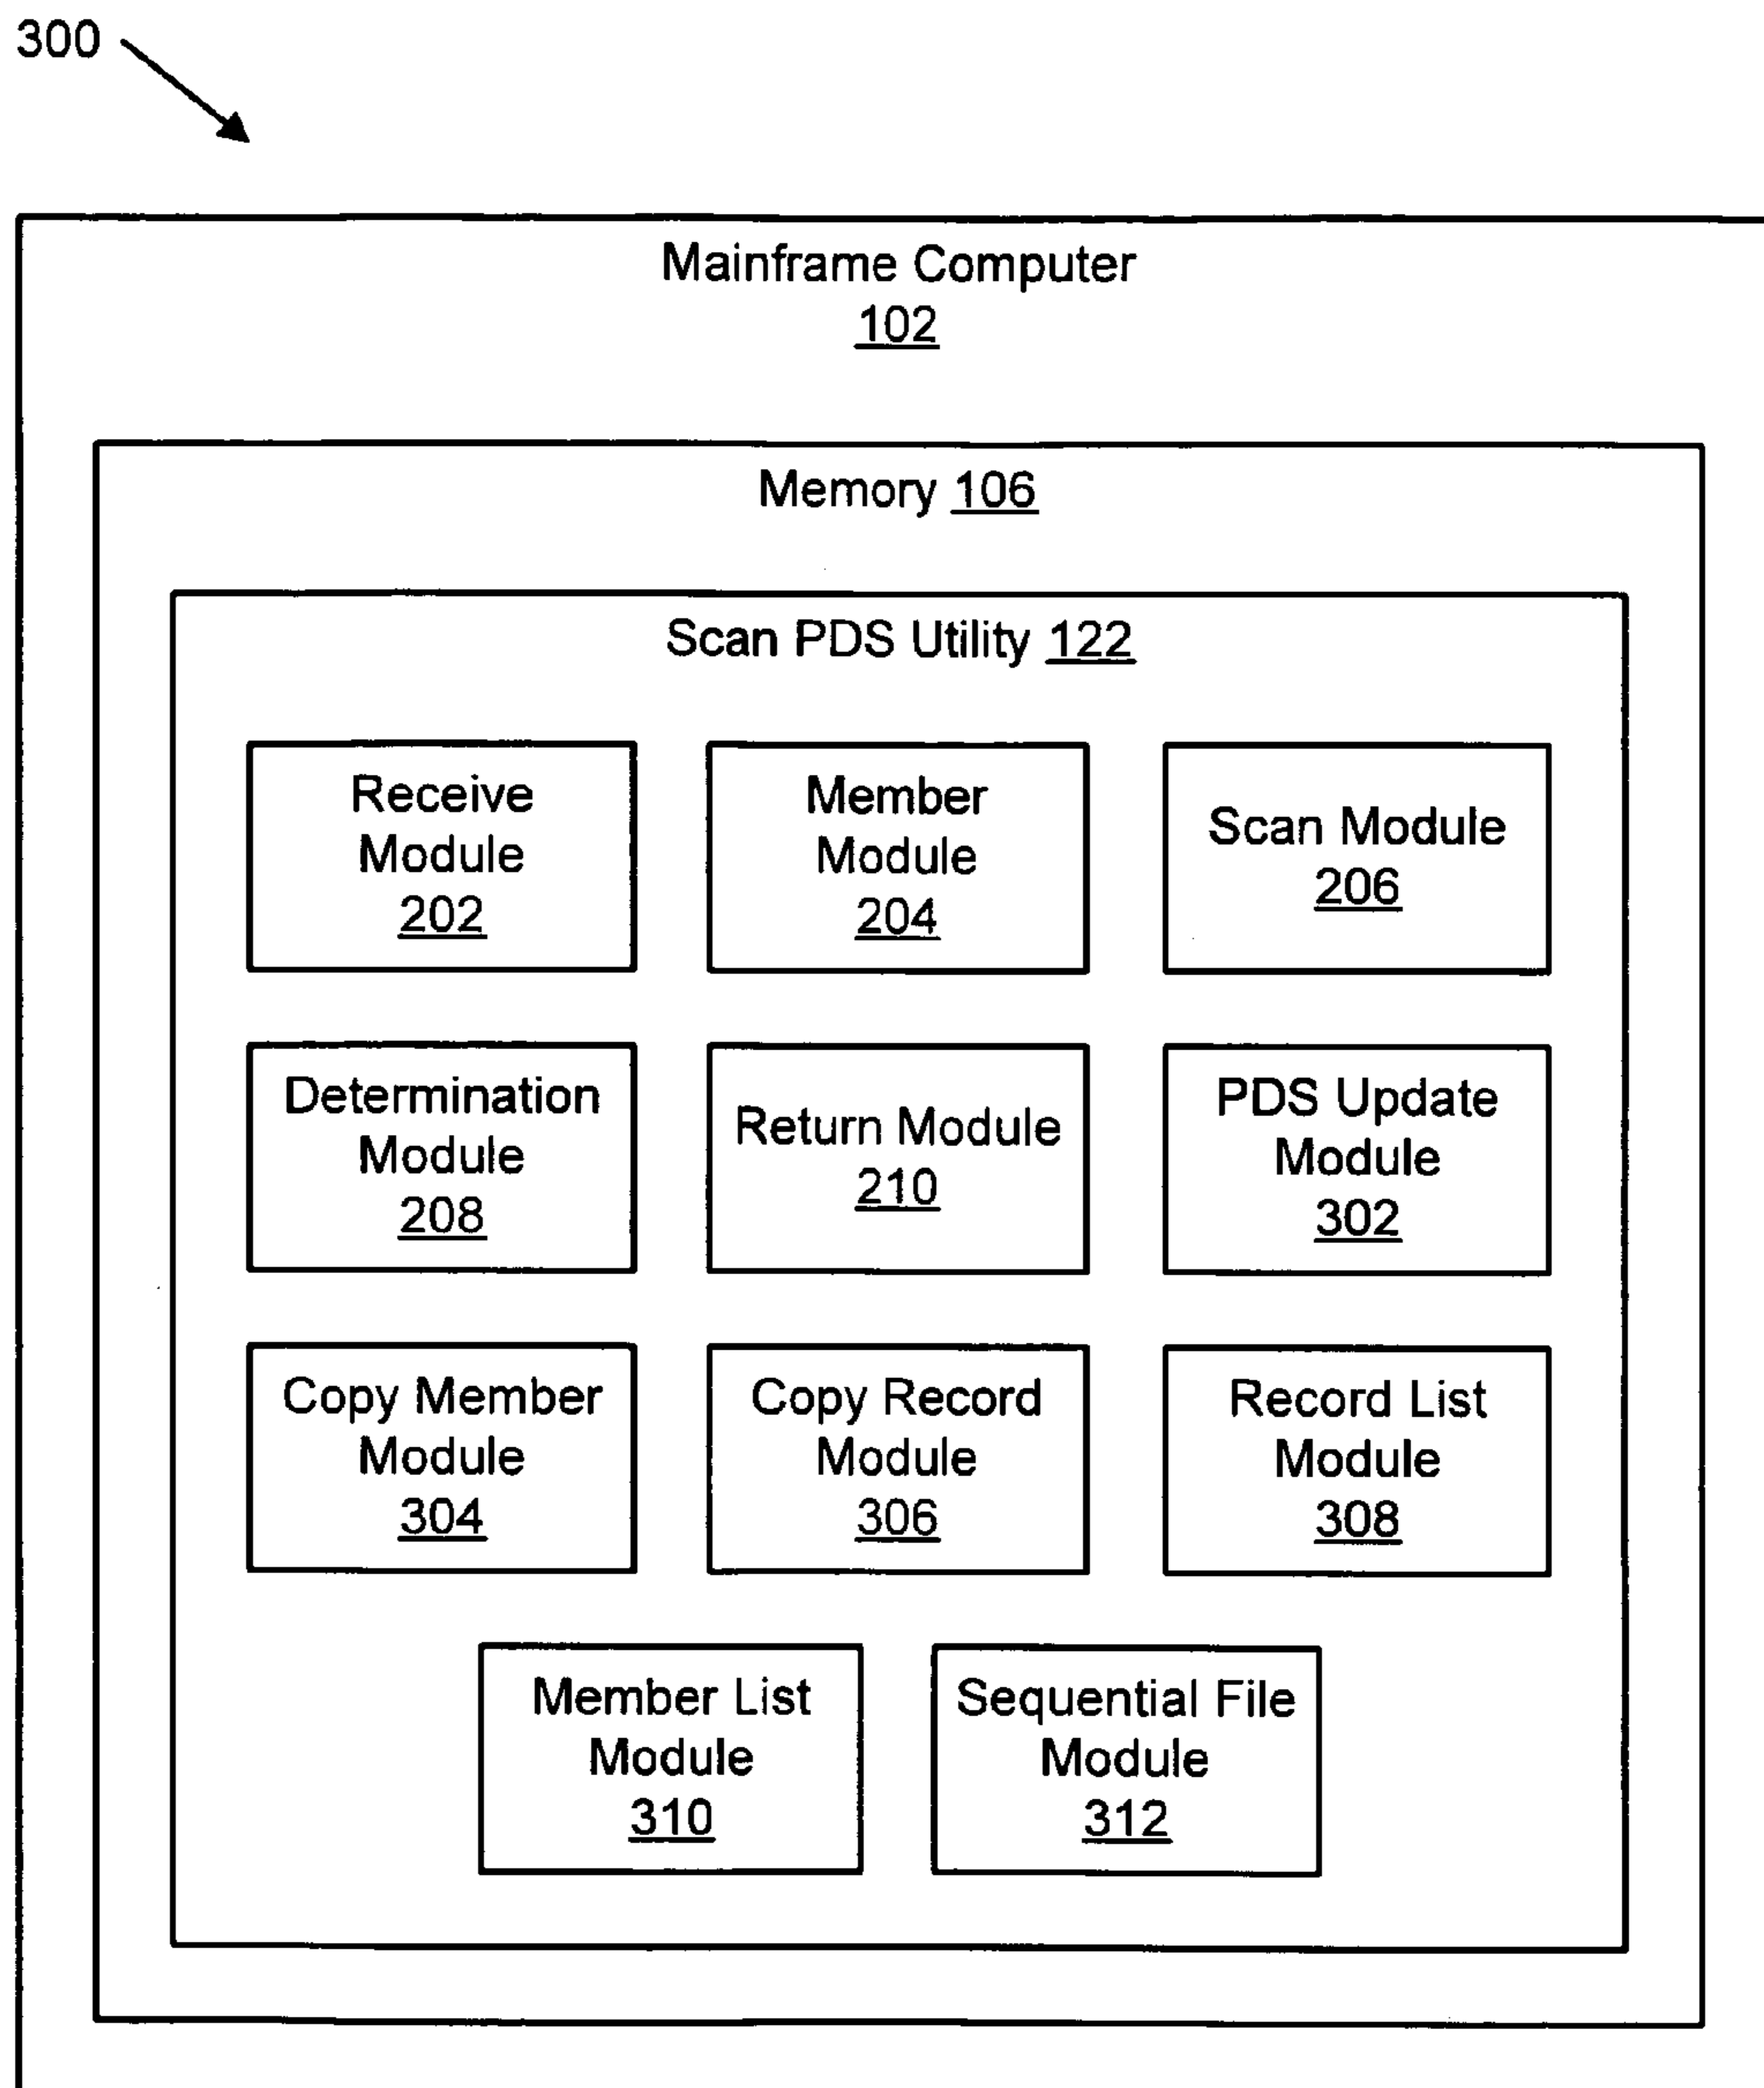 300
Mainframe Computer
102
Memory 106
Scan PDS Utility 122
Receive
Module
202
Member
Module
204
Scan Module
206
Determination
Module
208
Return Module
210
PDS Update
Module
302
Copy Member
Module
304
Copy Record
Module
306
Record List
Module
308
Member List
Module
310
Sequential File
Module
312